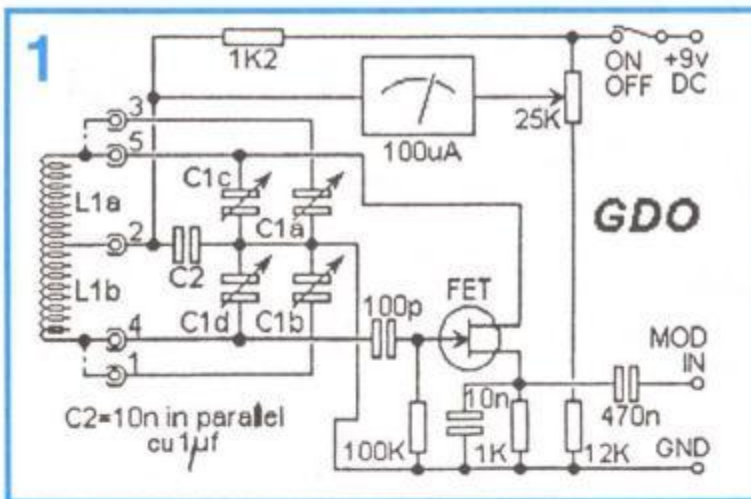 1
1K2
ON
OFF
+9v
DC
100uA
25K
3
5
C1c
C1a
L1a
GDO
2
C2
L1b
C1d
C1b
100p
FET
4
1
MOD
IN
10n
470n
C2=10n in parallel
cu 1µf
100K
1K
12K
GND